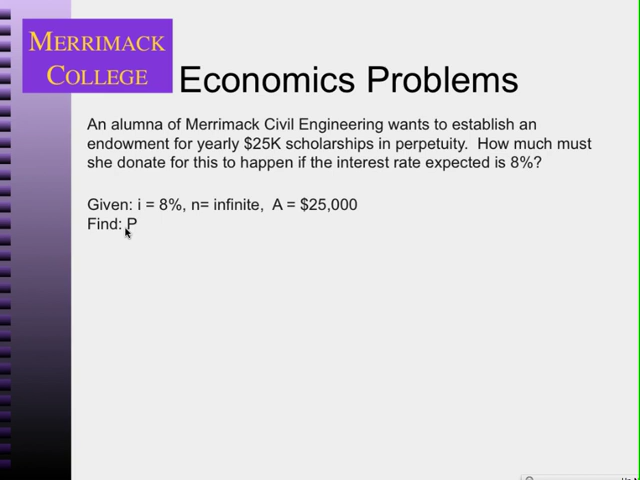 MERRIMACK
COLLEGE
Economics Problems
An alumna of Merrimack Civil Engineering wants to establish an
endowment for yearly $25K scholarships in perpetuity.  How much must
she donate for this to happen if the interest rate expected is 8%?
Given: i = 8%, n= infinite,  A = $25,000
Find: P